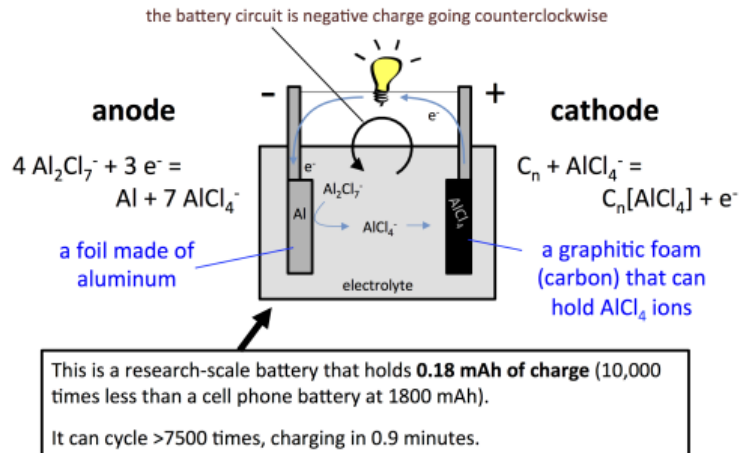 the battery circuit is negative charge going counterclockwise
- +
anode
cathode
4 Al₂Cl₇⁻ + 3 e⁻ =
Al + 7 AlCl₄⁻
Cₙ + AlCl₄⁻ =
Cₙ[AlCl₄] + e⁻
e⁻
e⁻
Al
Al₂Cl₇⁻
AlCl₄⁻
AlCl₄
a foil made of
aluminum
a graphitic foam
(carbon) that can
hold AlCl₄ ions
electrolyte
This is a research-scale battery that holds 0.18 mAh of charge (10,000
times less than a cell phone battery at 1800 mAh).
It can cycle >7500 times, charging in 0.9 minutes.